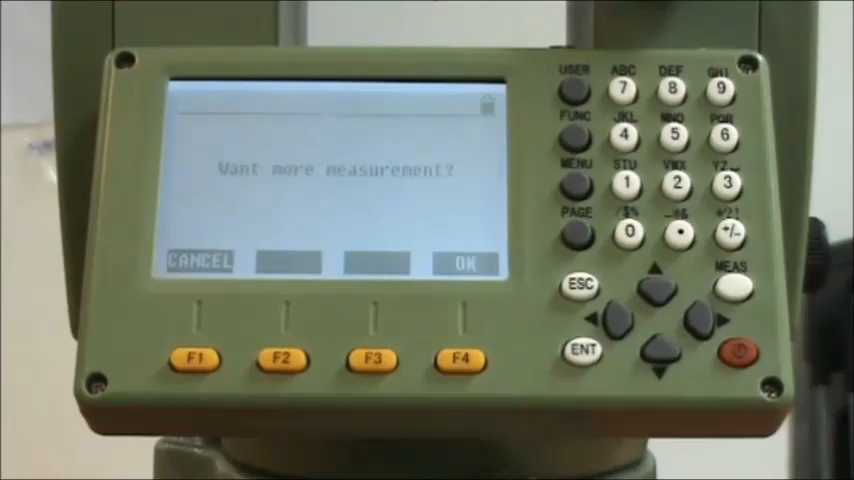 Want more measurement?
CANCEL OK
F1 F2 F3 F4
USER ABC DEF GHI
7 8 9
FUNC JKL MNO PQR
4 5 6
MENU STU VWX YZ
1 2 3
PAGE /$% _@& */?!
0 . +/-
ESC MEAS
ENT